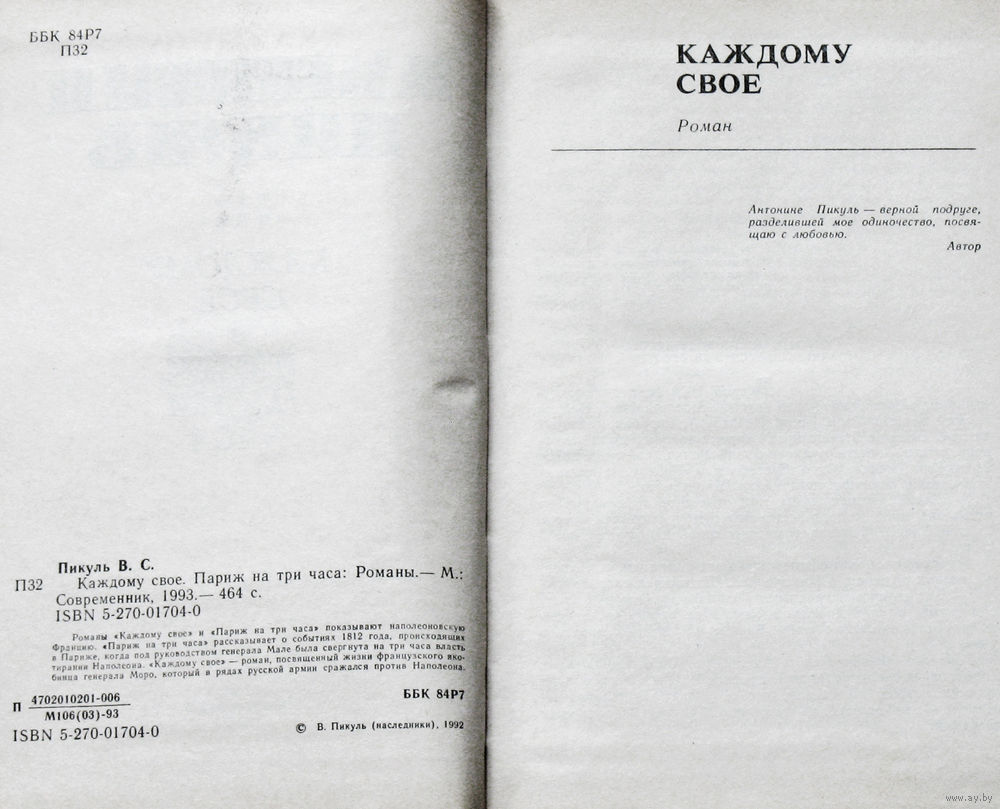 ББК 84Р7
П32
Пикуль В. С.
П32 Каждому свое. Париж на три часа: Романы.— М.:
Современник, 1993.— 464 с.
ISBN 5-270-01704-0
Романы «Каждому свое» и «Париж на три часа» показывают наполеоновскую
Францию. «Париж на три часа» рассказывает о событиях 1812 года, происходящих
в Париже, когда под руководством генерала Мале была свергнута на три часа власть
тирании Наполеона. «Каждому свое» — роман, посвященный жизни французского яко-
бинца генерала Моро, который в рядах русской армии сражался против Наполеона.
П 4702010201-006
М106(03)-93
ББК 84Р7
ISBN 5-270-01704-0
© В. Пикуль (наследники), 1992
КАЖДОМУ
СВОЕ
Роман
Антонине Пикуль — верной подруге,
разделившей мое одиночество, посвя-
щаю с любовью.
Автор
www.ay.by